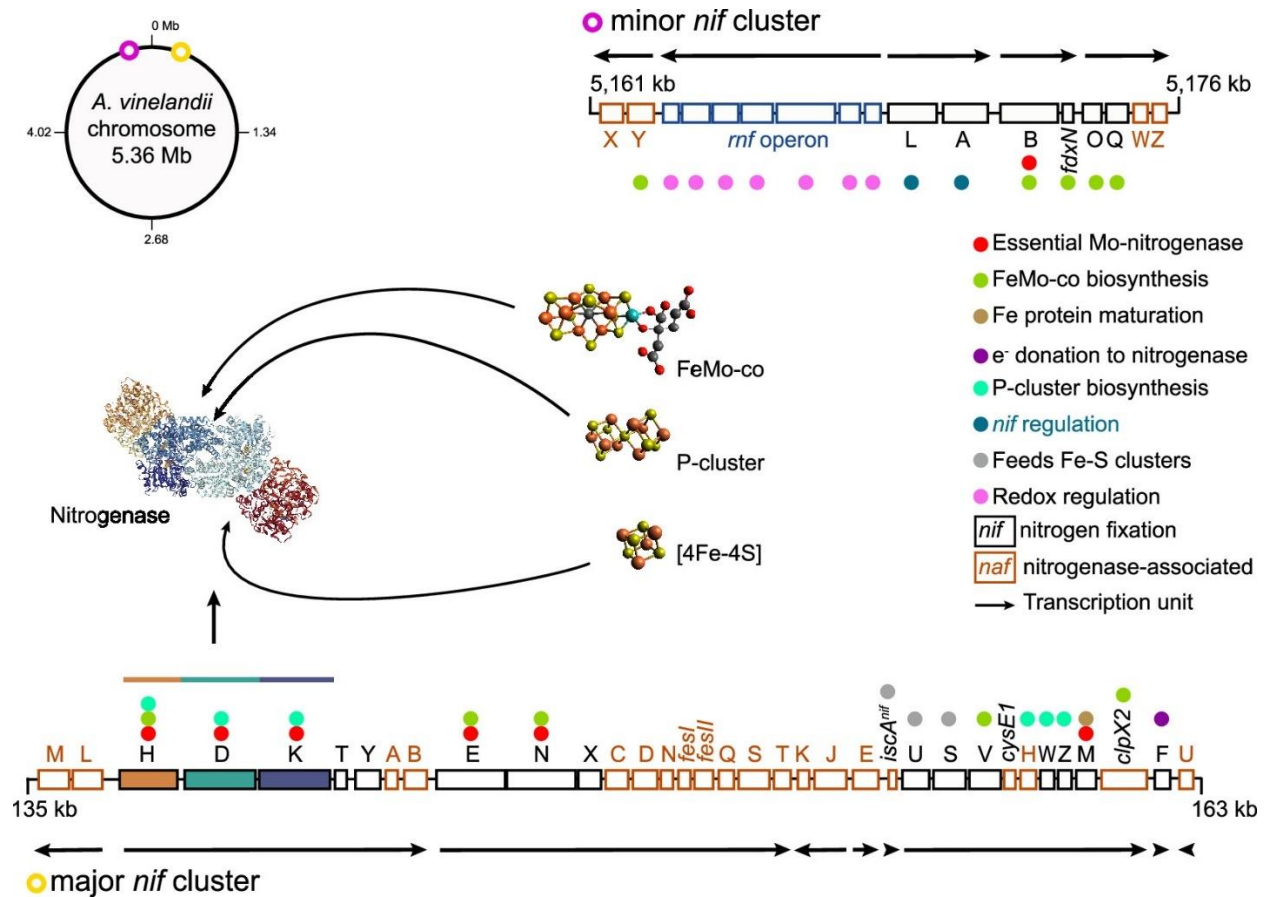 0 Mb
A. vinelandii
chromosome
5.36 Mb
4.02
1.34
2.68
minor nif cluster
5,161 kb
5,176 kb
X Y rnf operon L A B fdxN O Q W Z
Essential Mo-nitrogenase
FeMo-co biosynthesis
Fe protein maturation
e- donation to nitrogenase
P-cluster biosynthesis
nif regulation
Feeds Fe-S clusters
Redox regulation
nif nitrogen fixation
naf nitrogenase-associated
Transcription unit
FeMo-co
P-cluster
[4Fe-4S]
Nitrogenase
M L H D K T Y A B E N X C D N fesI fesII Q S T K J E iscAnif U S V cysE1 H W Z M clpX2 F U
135 kb
163 kb
major nif cluster